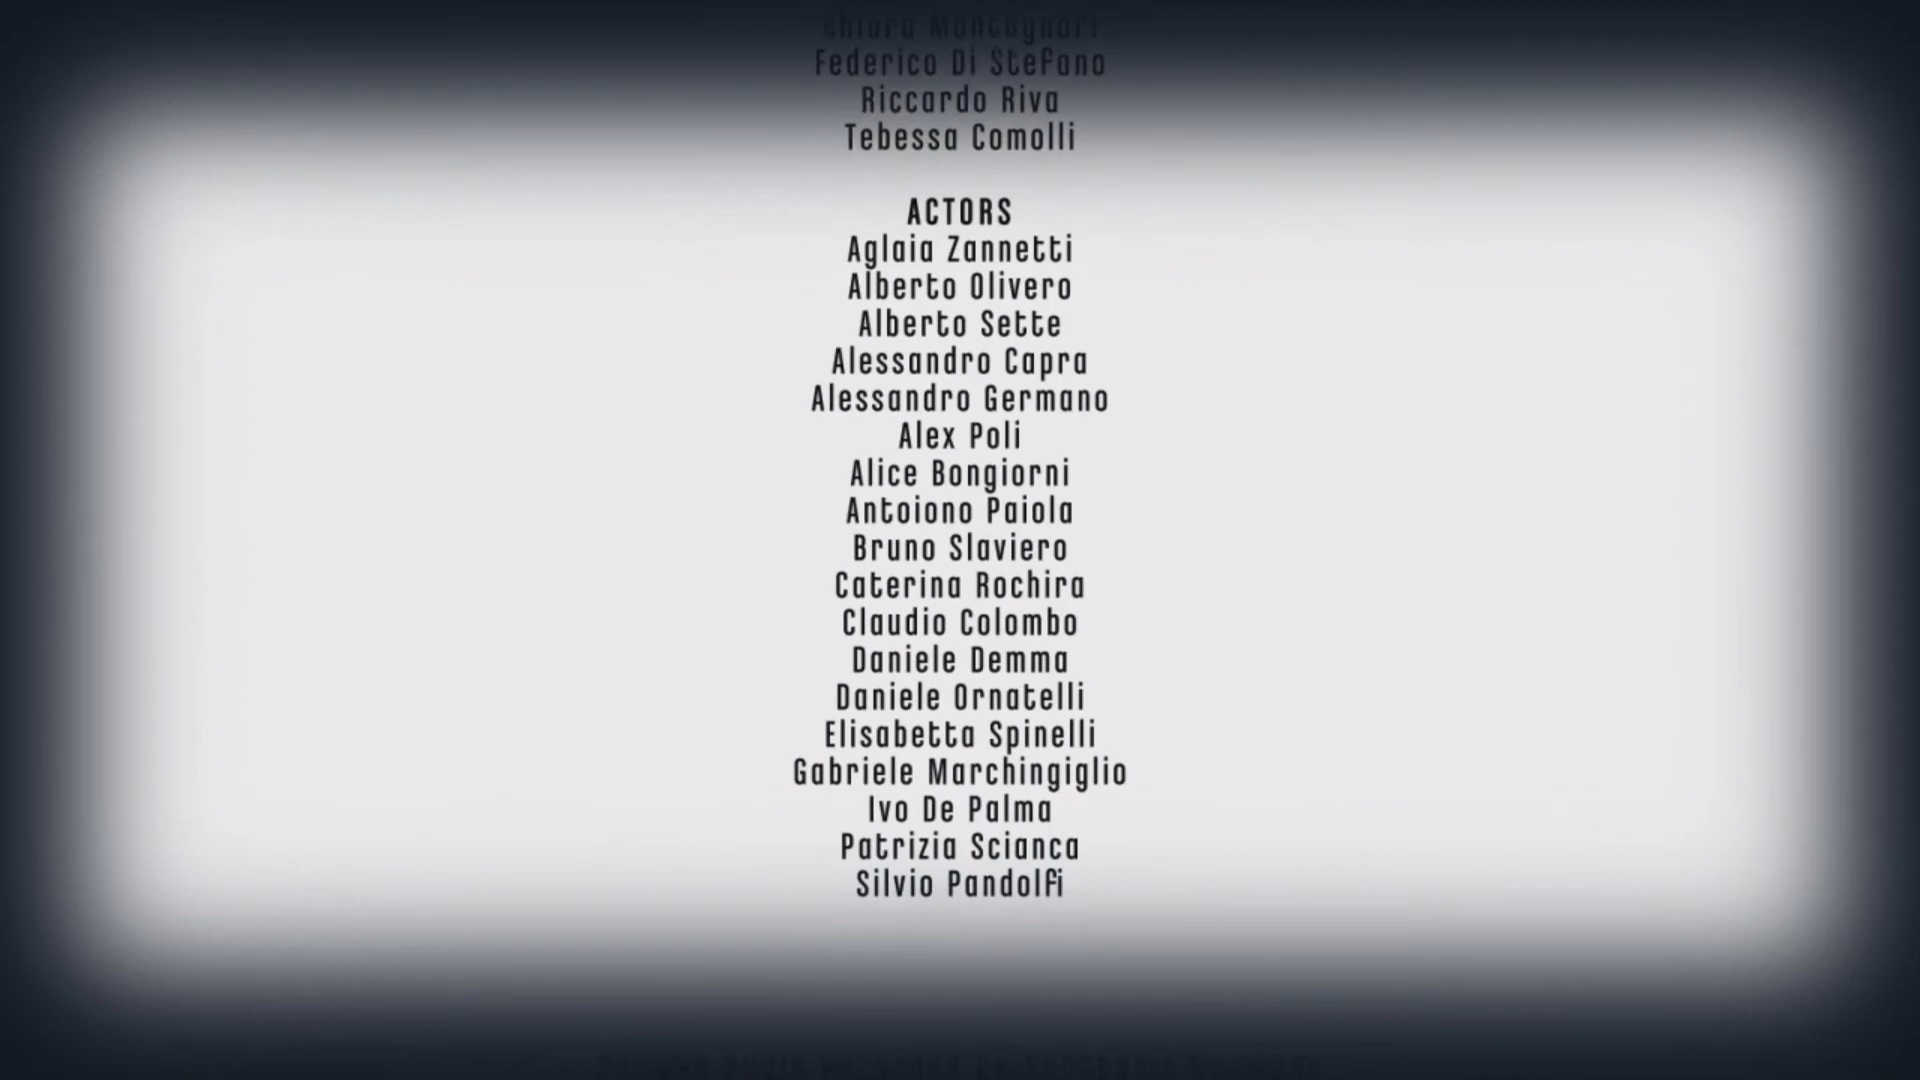 Chiara Montagnari
Federico Di Stefano
Riccardo Riva
Tebessa Comolli
ACTORS
Aglaia Zannetti
Alberto Olivero
Alberto Sette
Alessandro Capra
Alessandro Germano
Alex Poli
Alice Bongiorni
Antoiono Paiola
Bruno Slaviero
Caterina Rochira
Claudio Colombo
Daniele Demma
Daniele Ornatelli
Elisabetta Spinelli
Gabriele Marchingiglio
Ivo De Palma
Patrizia Scianca
Silvio Pandolfi